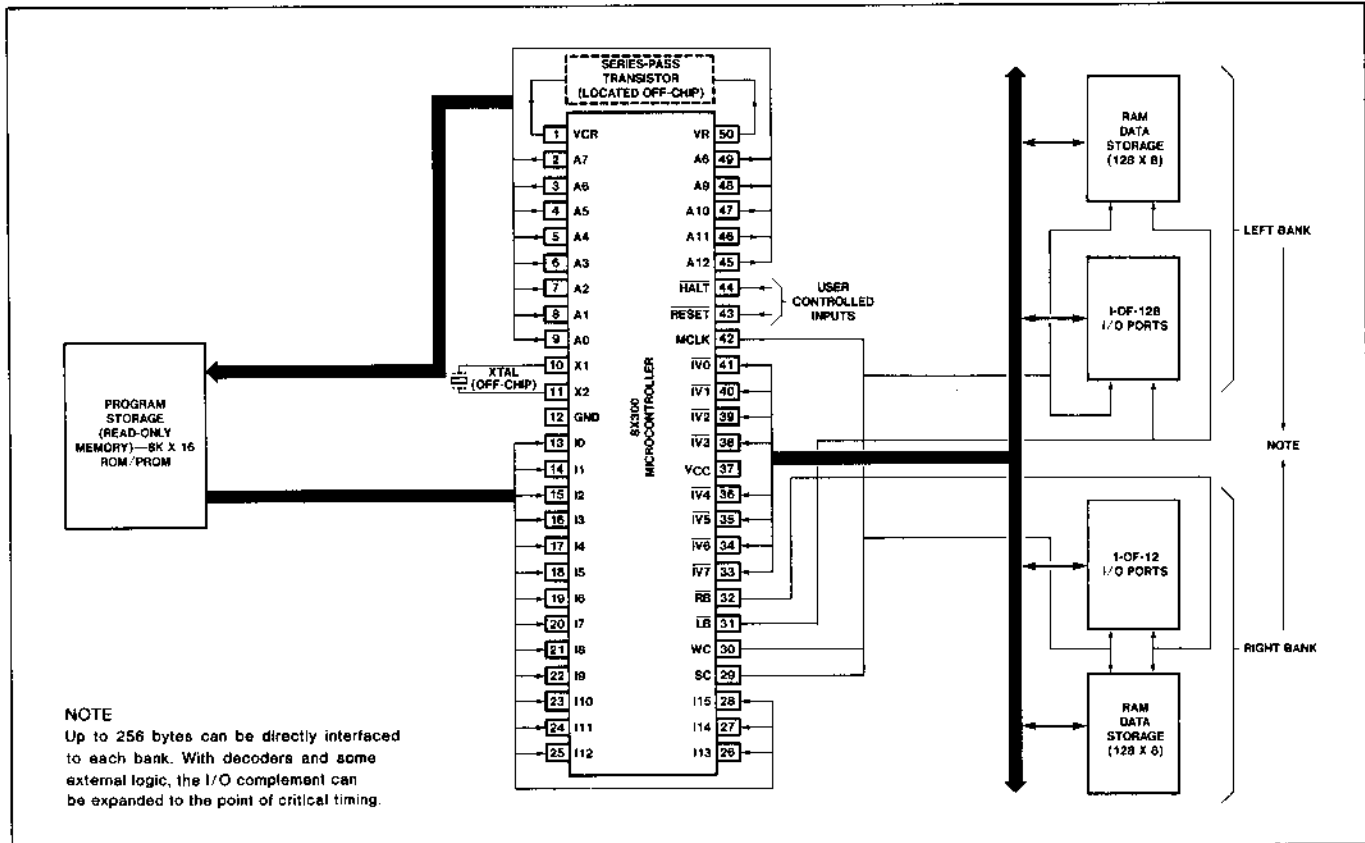 SERIES-PASS
TRANSISTOR
(LOCATED OFF-CHIP)
1 VCR
2 A7
3 A6
4 A5
5 A4
6 A3
7 A2
8 A1
9 A0
10 X1
11 X2
12 GND
13 I0
14 I1
15 I2
16 I3
17 I4
18 I5
19 I6
20 I7
21 I8
22 I9
23 I10
24 I11
25 I12
XTAL
(OFF-CHIP)
8X300
MICROCONTROLLER
VR 50
A8 49
A9 48
A10 47
A11 46
A12 45
HALT 44
RESET 43
MCLK 42
IV0 41
IV1 40
IV2 39
IV3 38
VCC 37
IV4 36
IV5 35
IV6 34
IV7 33
RB 32
LB 31
WC 30
SC 29
I15 28
I14 27
I13 26
USER
CONTROLLED
INPUTS
PROGRAM
STORAGE
(READ-ONLY
MEMORY)—8K X 16
ROM/PROM
RAM
DATA
STORAGE
(128 X 8)
1-OF-128
I/O PORTS
LEFT BANK
NOTE
1-OF-12
I/O PORTS
RIGHT BANK
RAM
DATA
STORAGE
(128 X 8)
NOTE
Up to 256 bytes can be directly interfaced
to each bank. With decoders and some
external logic, the I/O complement can
be expanded to the point of critical timing.